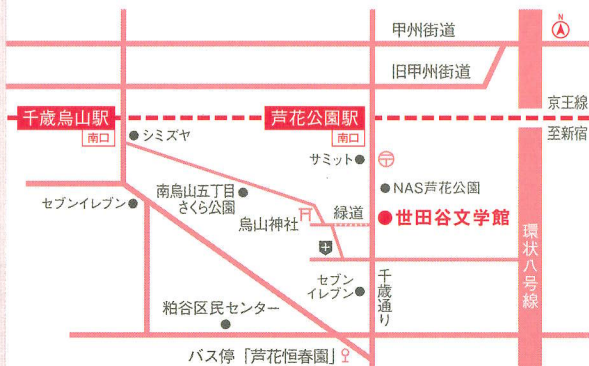 N
甲州街道
旧甲州街道
京王線
至新宿
千歳烏山駅
南口
シミズヤ
芦花公園駅
南口
サミット
NAS芦花公園
南烏山五丁目
さくら公園
セブンイレブン
烏山神社
緑道
世田谷文学館
環状八号線
セブン
イレブン
千歳通り
粕谷区民センター
バス停「芦花恒春園」